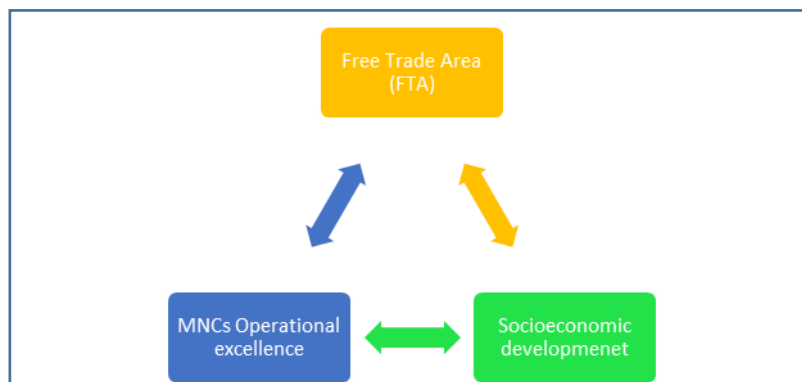 Free Trade Area
(FTA)
MNCs Operational
excellence
Socioeconomic
developmenet